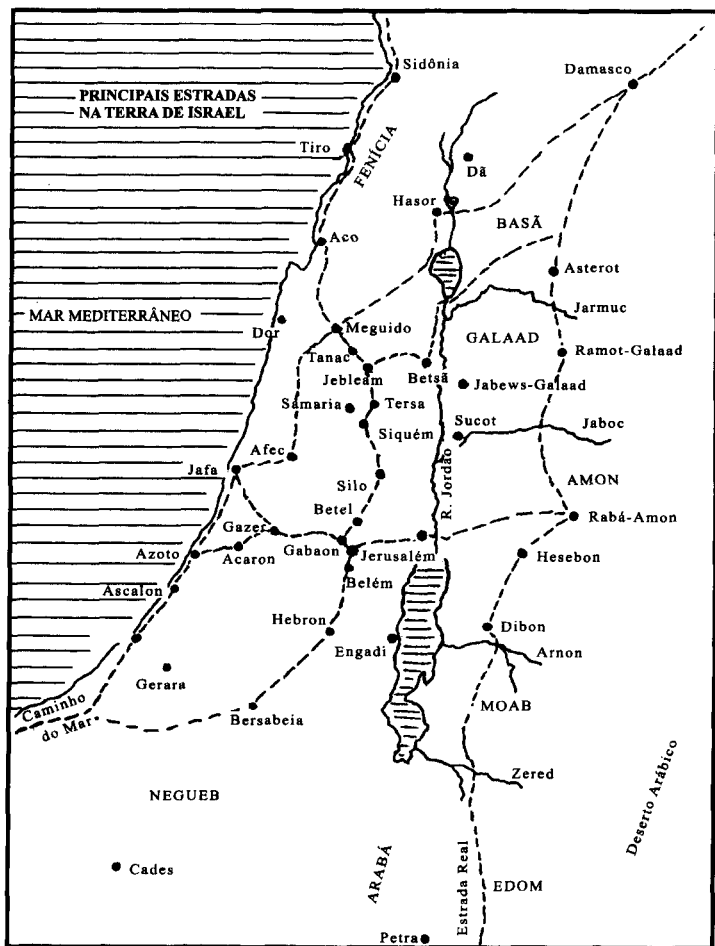 Sidônia
Damasco
PRINCIPAIS ESTRADAS
NA TERRA DE ISRAEL
Tiro
FENÍCIA
Dã
Hasor
BASÃ
Aco
Asterot
MAR MEDITERRÂNEO
Dor
Meguido
Jarmuc
GALAAD
Tanac
Ramot-Galaad
Jebleam
Betsã
Jabews-Galaad
Samaria
Tersa
Siquém
Sucot
Jaboc
Afec
Jafa
Silo
R. Jordão
AMON
Betel
Rabá-Amon
Gazer
Gabaon
Jerusalém
Azoto
Acaron
Hesebon
Belém
Ascalon
Hebron
Engadi
Dibon
Arnon
Gerara
MOAB
Caminho
do Mar
Bersabeia
Zered
NEGUEB
Deserto Arábico
Cades
ARABÁ
Estrada Real
EDOM
Petra